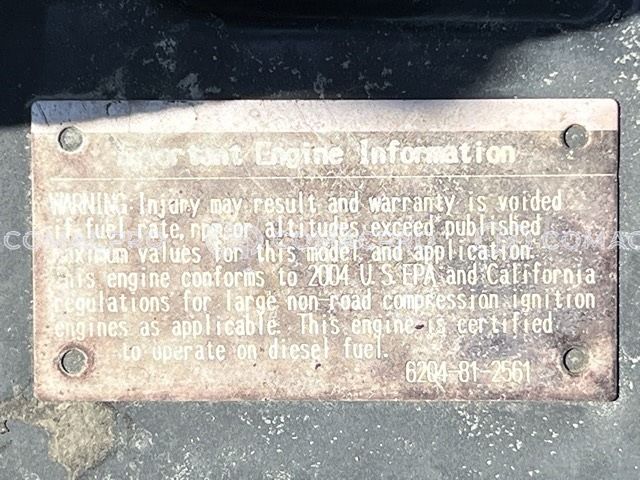 Important Engine Information
WARNING: Injury may result and warranty is voided
if fuel rate, rpm or altitudes exceed published
maximum values for this model and application.
This engine conforms to 2004 U.S. EPA and California
regulations for large non road compression ignition
engines as applicable. This engine is certified
to operate on diesel fuel.
6204-81-2561